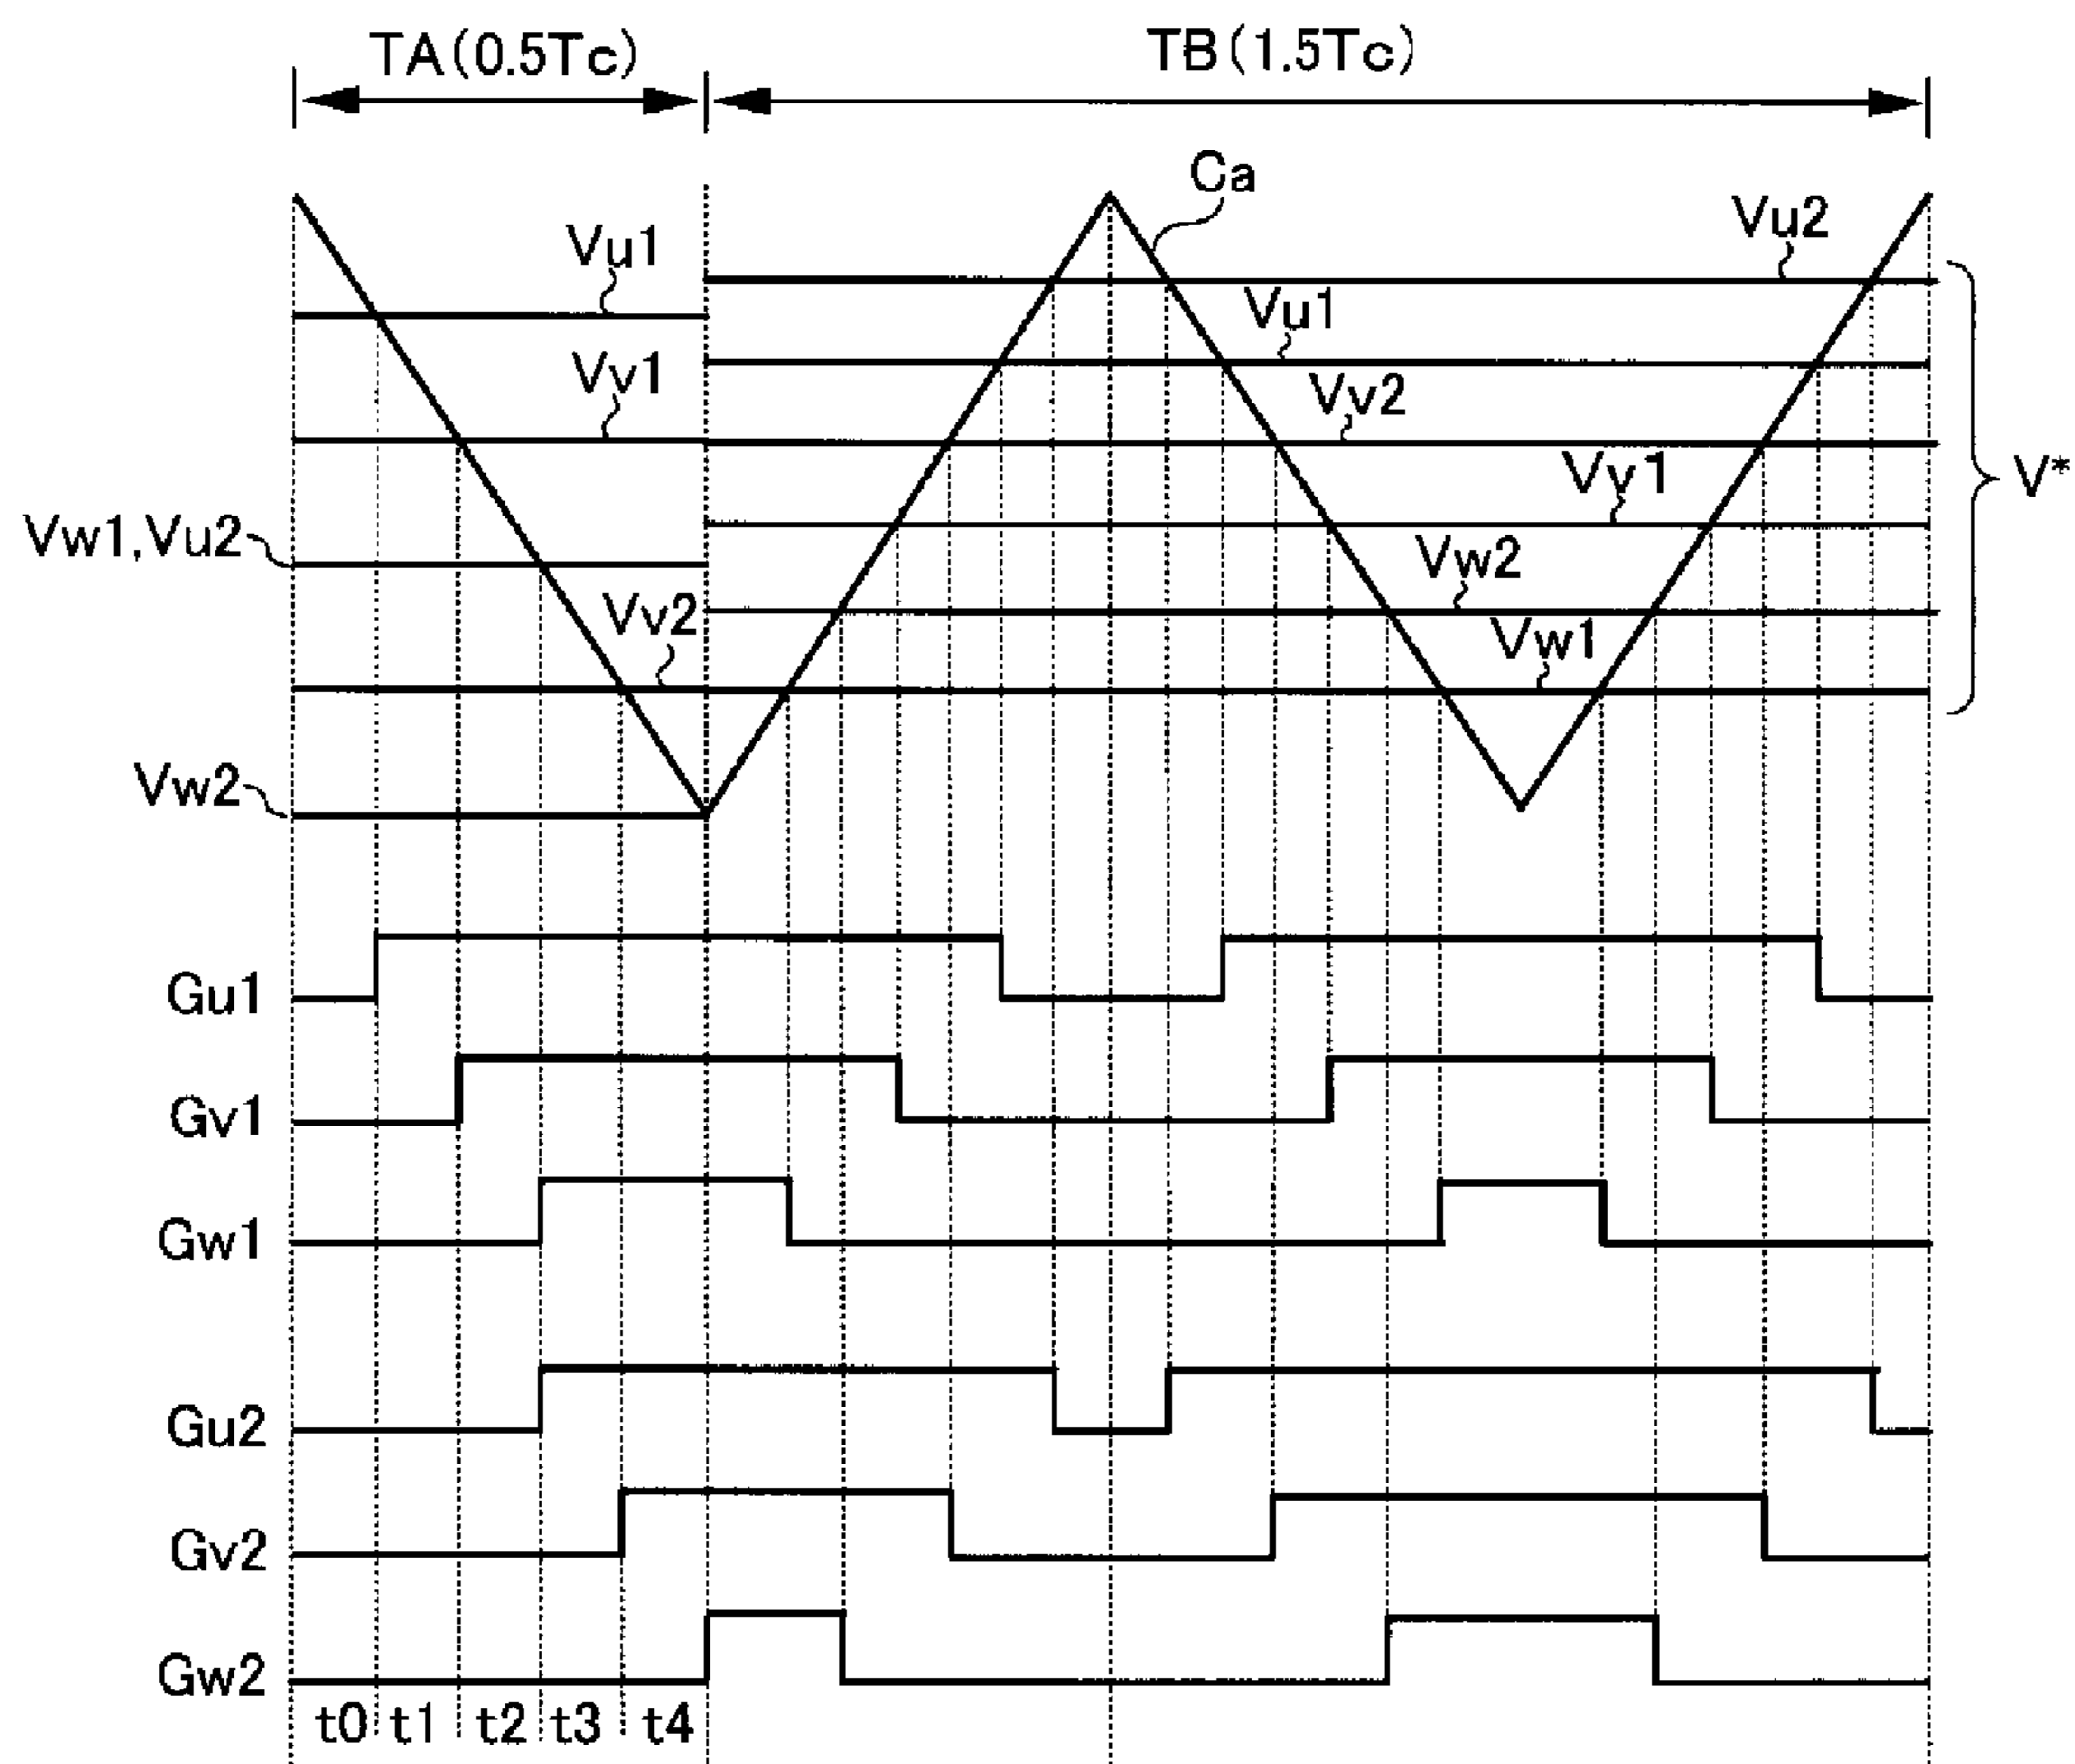 TA(0.5Tc)
TB(1.5Tc)
Ca
Vu2
Vu1
Vu1
Vv1
Vv2
Vv1
V*
Vw1,Vu2
Vw2
Vv2
Vw1
Vw2
Gu1
Gv1
Gw1
Gu2
Gv2
Gw2
t0 t1 t2 t3 t4